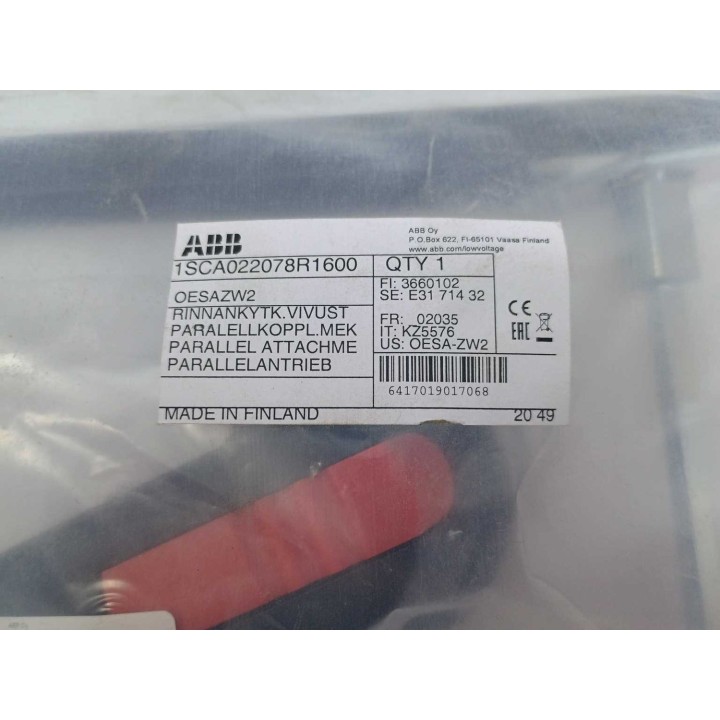 ABB
ABB Oy
P.O.Box 622, FI-65101 Vaasa Finland
www.abb.com/lowvoltage
1SCA022078R1600
QTY 1
OESAZW2
RINNANKYTK.VIVUST
PARALELLKOPPL.MEK
PARALLEL ATTACHME
PARALLELANTRIEB
FI: 3660102
SE: E31 714 32
FR: 02035
IT: KZ5576
US: OESA-ZW2
CE
EAC
6417019017068
MADE IN FINLAND
20 49